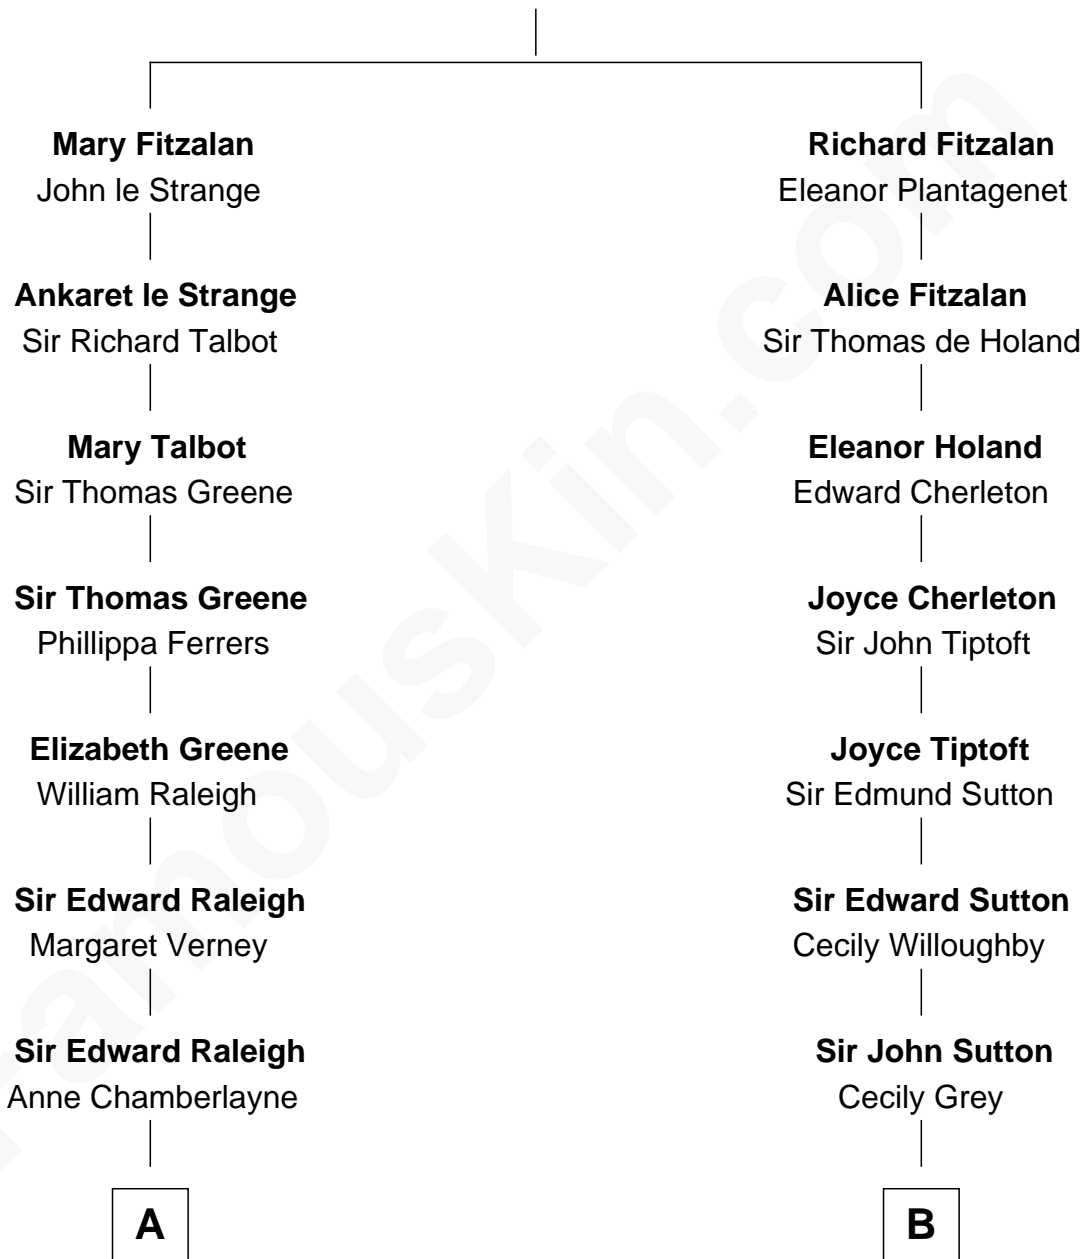 Mary Fitzalan
John le Strange
Richard Fitzalan
Eleanor Plantagenet
Ankaret le Strange
Sir Richard Talbot
Alice Fitzalan
Sir Thomas de Holand
Mary Talbot
Sir Thomas Greene
Eleanor Holand
Edward Cherleton
Sir Thomas Greene
Phillippa Ferrers
Joyce Cherleton
Sir John Tiptoft
Elizabeth Greene
William Raleigh
Joyce Tiptoft
Sir Edmund Sutton
Sir Edward Raleigh
Margaret Verney
Sir Edward Sutton
Cecily Willoughby
Sir Edward Raleigh
Anne Chamberlayne
Sir John Sutton
Cecily Grey
A
B
FamousKin.com